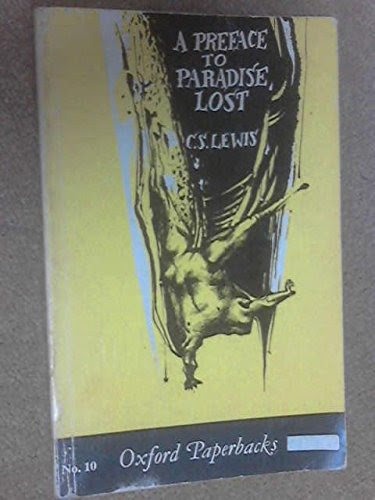 A PREFACE
TO
PARADISE
LOST
C.S. LEWIS
No. 10 Oxford Paperbacks